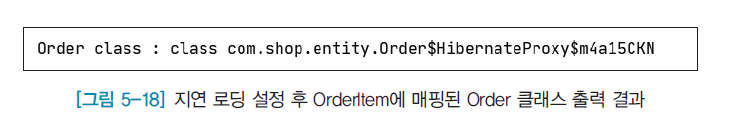 Order class : class com.shop.entity.Order$HibernateProxy$m4a15CKN
[그림 5-18] 지연 로딩 설정 후 OrderItem에 매핑된 Order 클래스 출력 결과